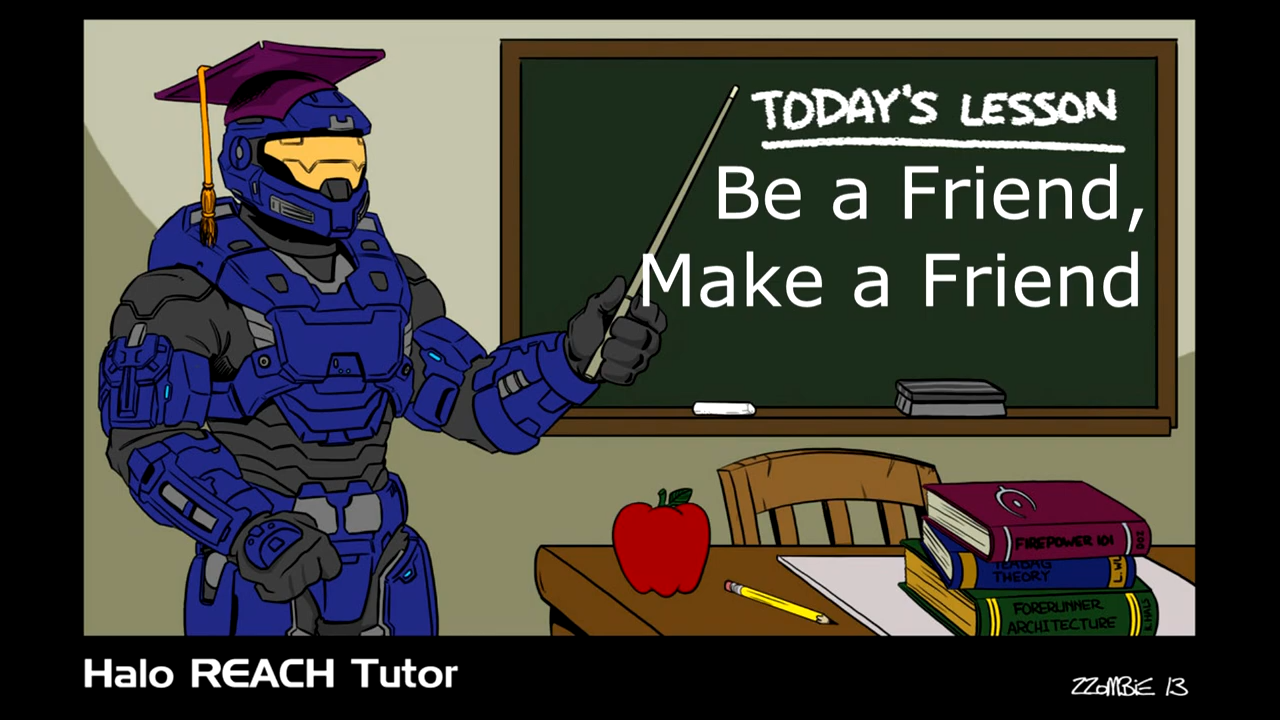 TODAY'S LESSON
Be a Friend,
Make a Friend
FIREPOWER 101
TEABAG
THEORY
FORERUNNER
ARCHITECTURE
Halo REACH Tutor
ZZOMBIE 13